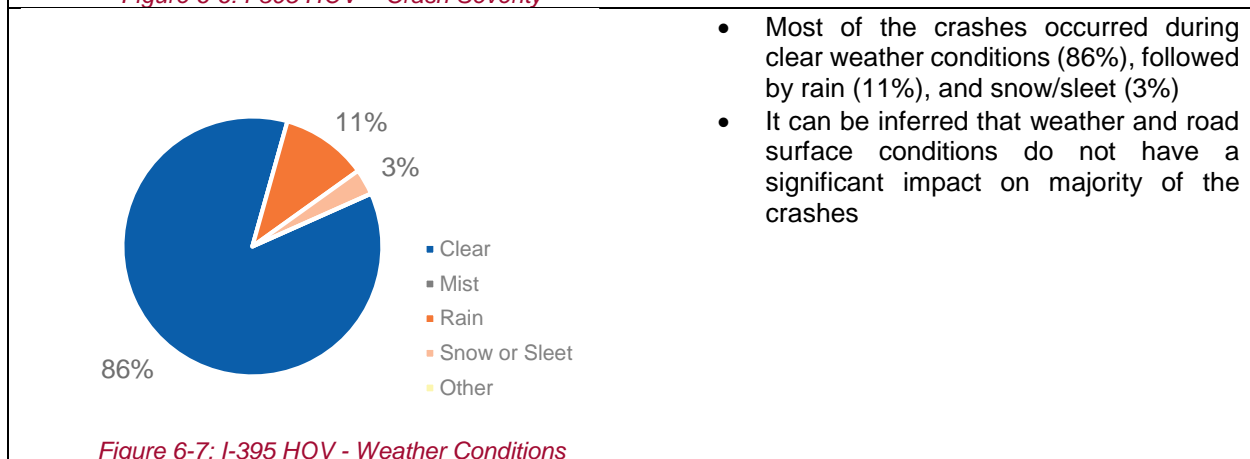 Most of the crashes occurred during
clear weather conditions (86%), followed
by rain (11%), and snow/sleet (3%)
It can be inferred that weather and road
surface conditions do not have a
significant impact on majority of the
crashes
11%
3%
86%
Clear
Mist
Rain
Snow or Sleet
Other
Figure 6-7: I-395 HOV - Weather Conditions